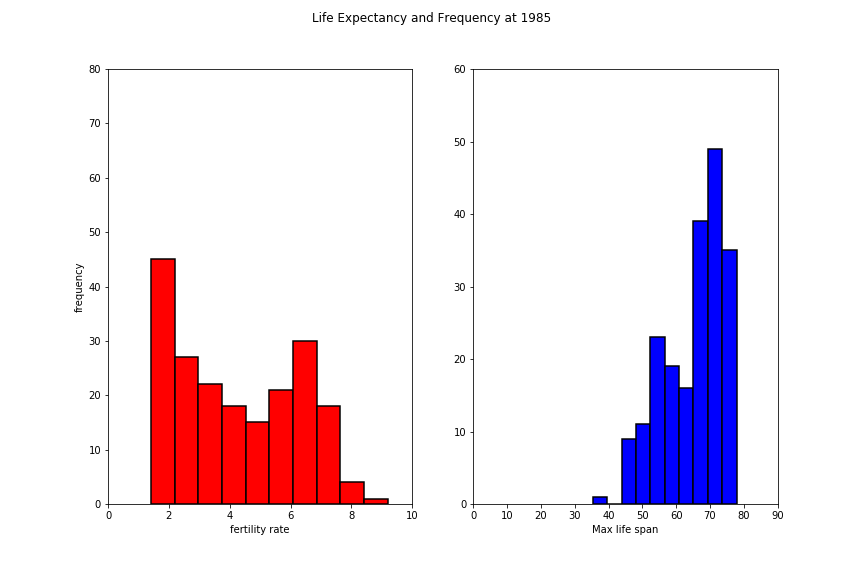 Life Expectancy and Frequency at 1985
80
70
60
50
40
30
20
10
0
frequency
0 2 4 6 8 10
fertility rate
60
50
40
30
20
10
0
0 10 20 30 40 50 60 70 80 90
Max life span